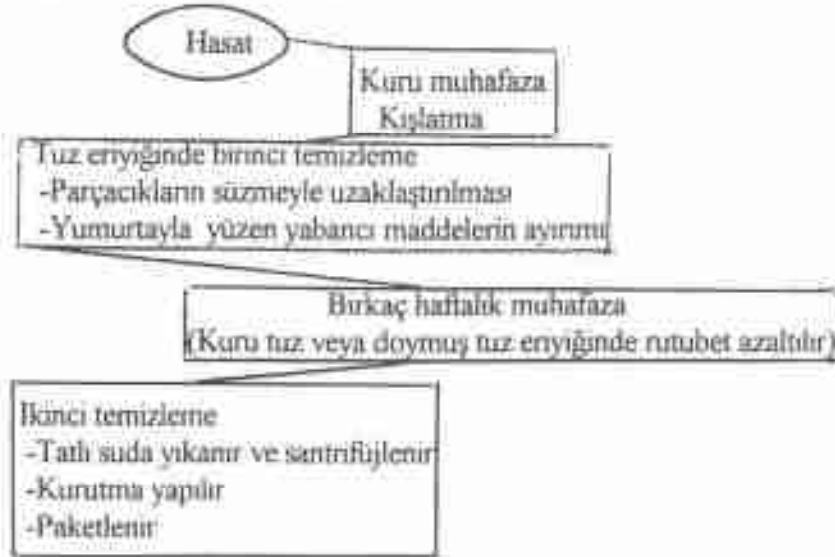 Hasat
Kuru muhafaza
Kışlatma
Tuz eriyiğinde birinci temizleme
-Parçacıkların süzmeyle uzaklaştırılması
-Yumurtayla yüzen yabancı maddelerin ayırımı
Birkaç haftalık muhafaza
(Kuru tuz veya doymuş tuz eriyiğinde rutubet azaltılır)
İkinci temizleme
-Tatlı suda yıkanır ve santrifüjlenir
-Kurutma yapılır
-Paketlenir